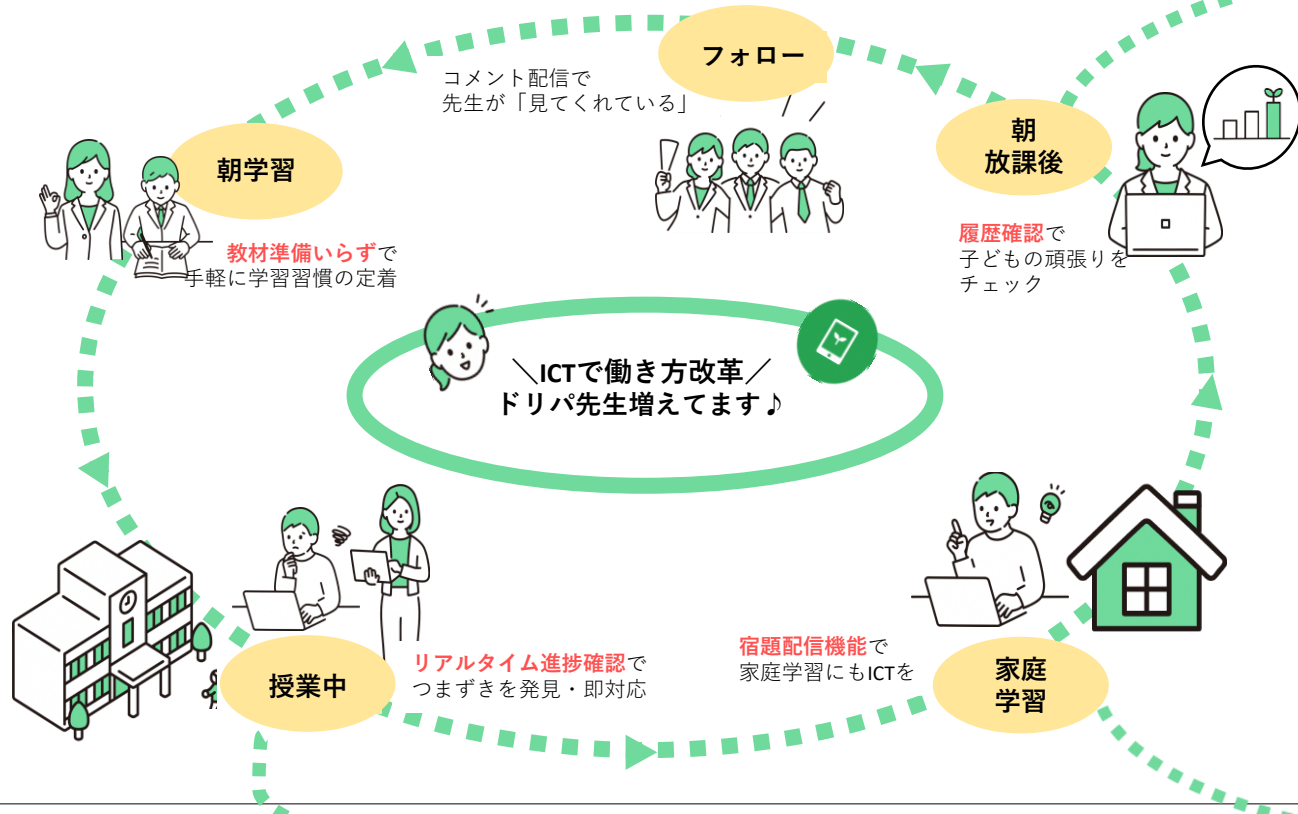 フォロー
コメント配信で
先生が「見てくれている」
朝
放課後
履歴確認で
子どもの頑張りを
チェック
朝学習
教材準備いらずで
手軽に学習習慣の定着
＼ICTで働き方改革／
ドリパ先生増えてます♪
授業中
リアルタイム進捗確認で
つまずきを発見・即対応
宿題配信機能で
家庭学習にもICTを
家庭
学習